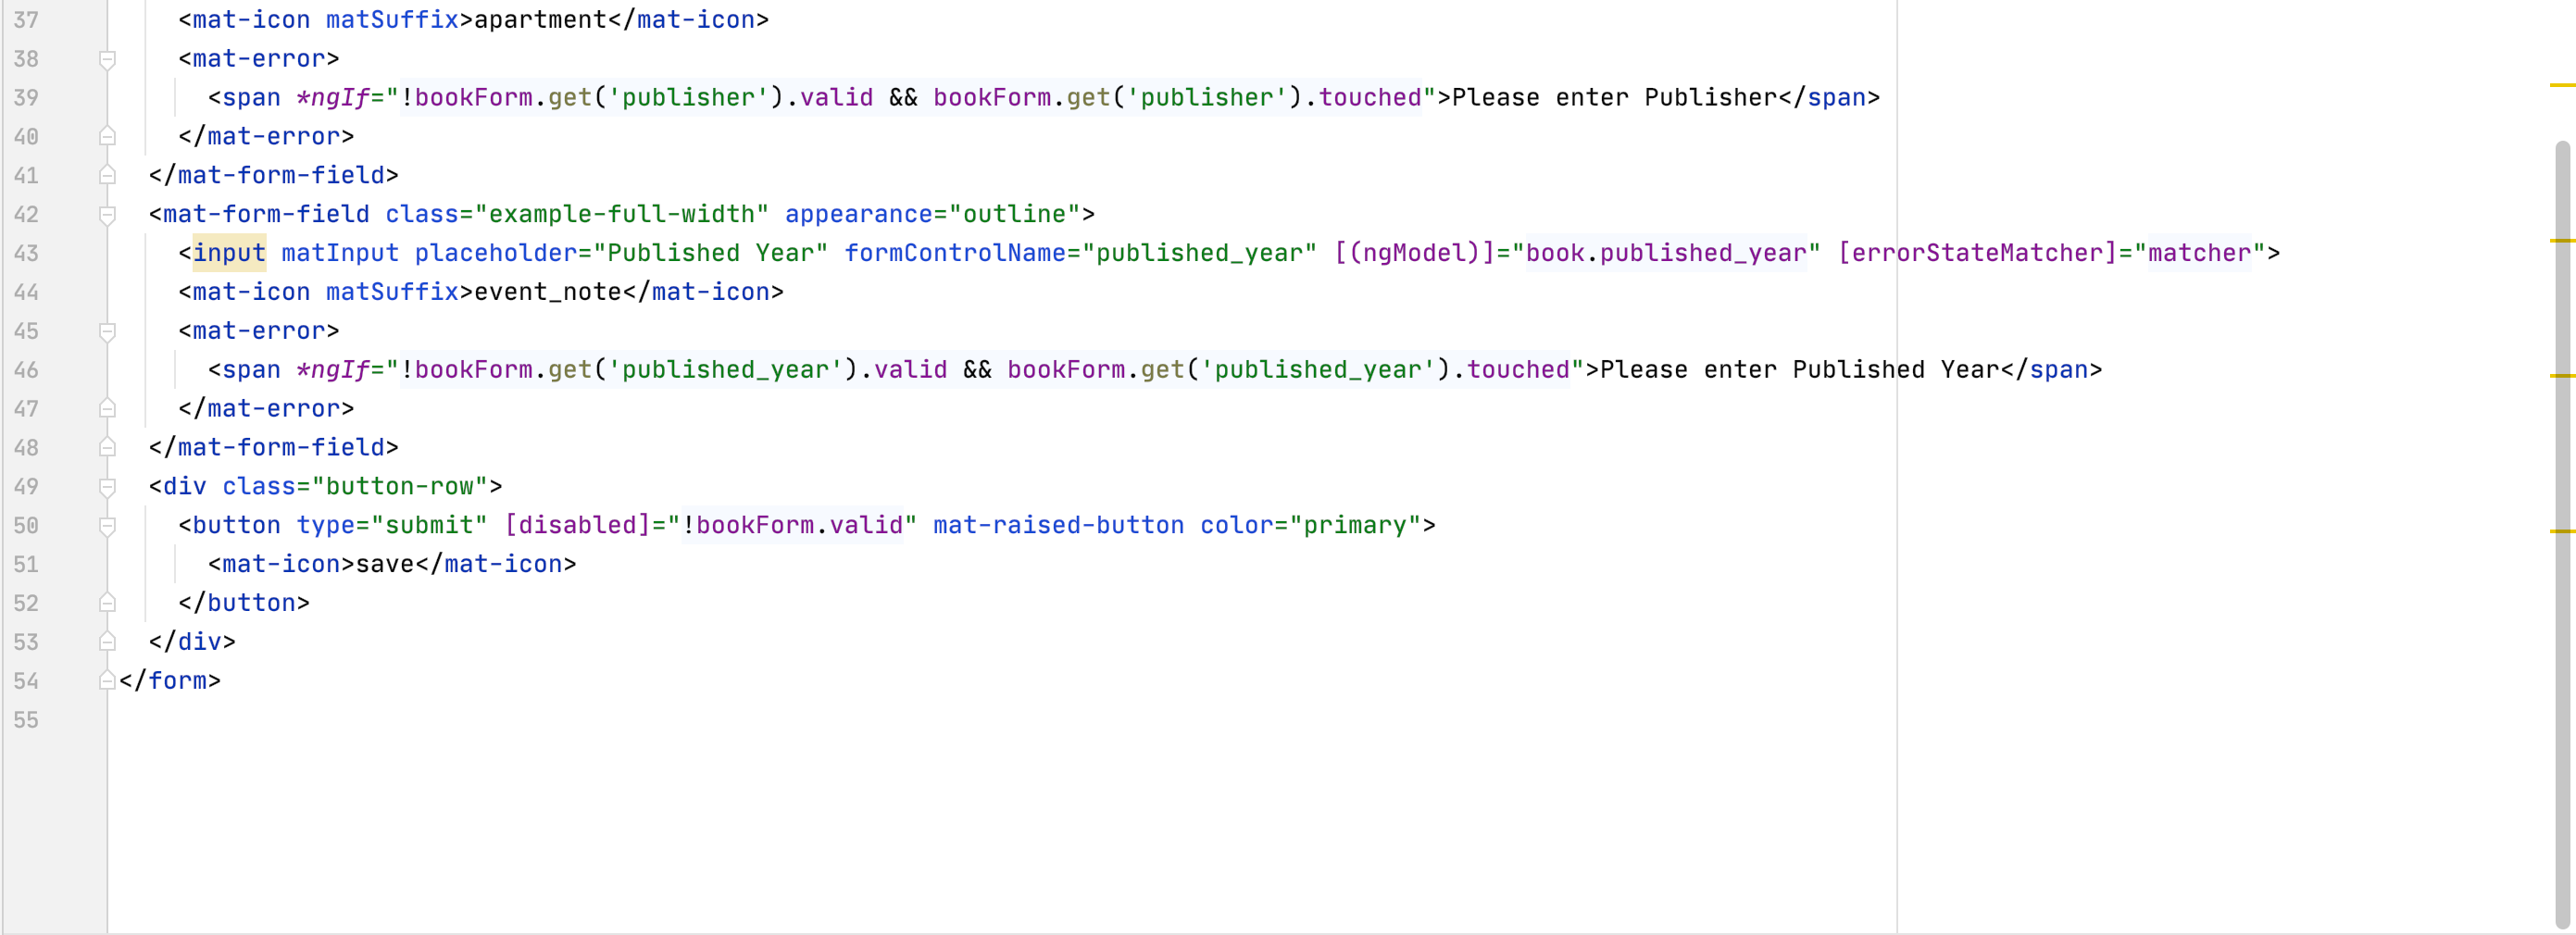 37 <mat-icon matSuffix>apartment</mat-icon>
38 <mat-error>
39 <span *ngIf="!bookForm.get('publisher').valid && bookForm.get('publisher').touched">Please enter Publisher</span>
40 </mat-error>
41 </mat-form-field>
42 <mat-form-field class="example-full-width" appearance="outline">
43 <input matInput placeholder="Published Year" formControlName="published_year" [(ngModel)]="book.published_year" [errorStateMatcher]="matcher">
44 <mat-icon matSuffix>event_note</mat-icon>
45 <mat-error>
46 <span *ngIf="!bookForm.get('published_year').valid && bookForm.get('published_year').touched">Please enter Published Year</span>
47 </mat-error>
48 </mat-form-field>
49 <div class="button-row">
50 <button type="submit" [disabled]="!bookForm.valid" mat-raised-button color="primary">
51 <mat-icon>save</mat-icon>
52 </button>
53 </div>
54 </form>
55